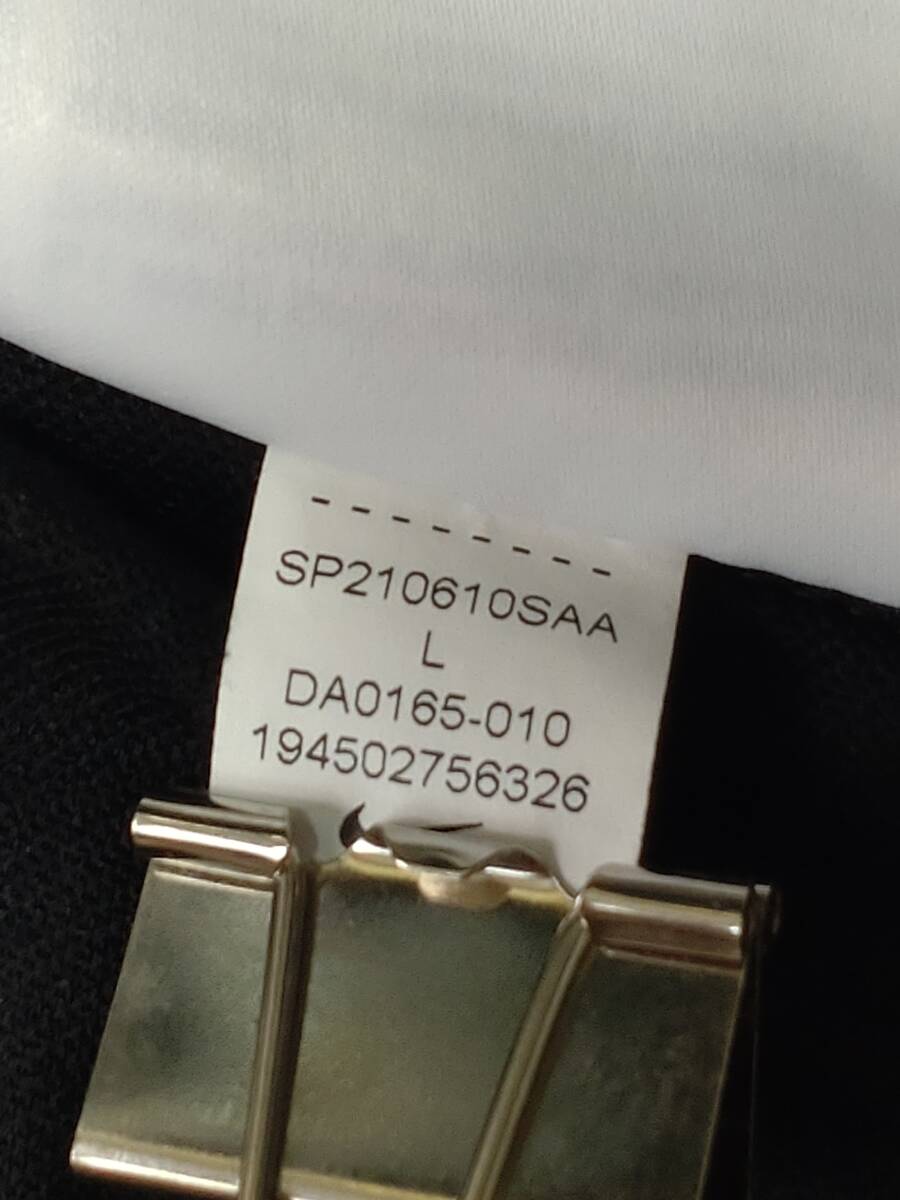 --------
SP210610SAA
L
DA0165-010
194502756326